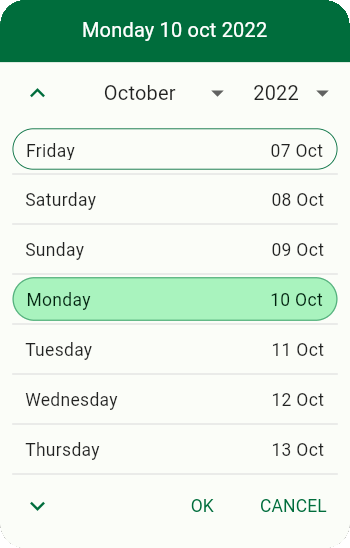 Monday 10 oct 2022
October 2022
Friday 07 Oct
Saturday 08 Oct
Sunday 09 Oct
Monday 10 Oct
Tuesday 11 Oct
Wednesday 12 Oct
Thursday 13 Oct
OK CANCEL